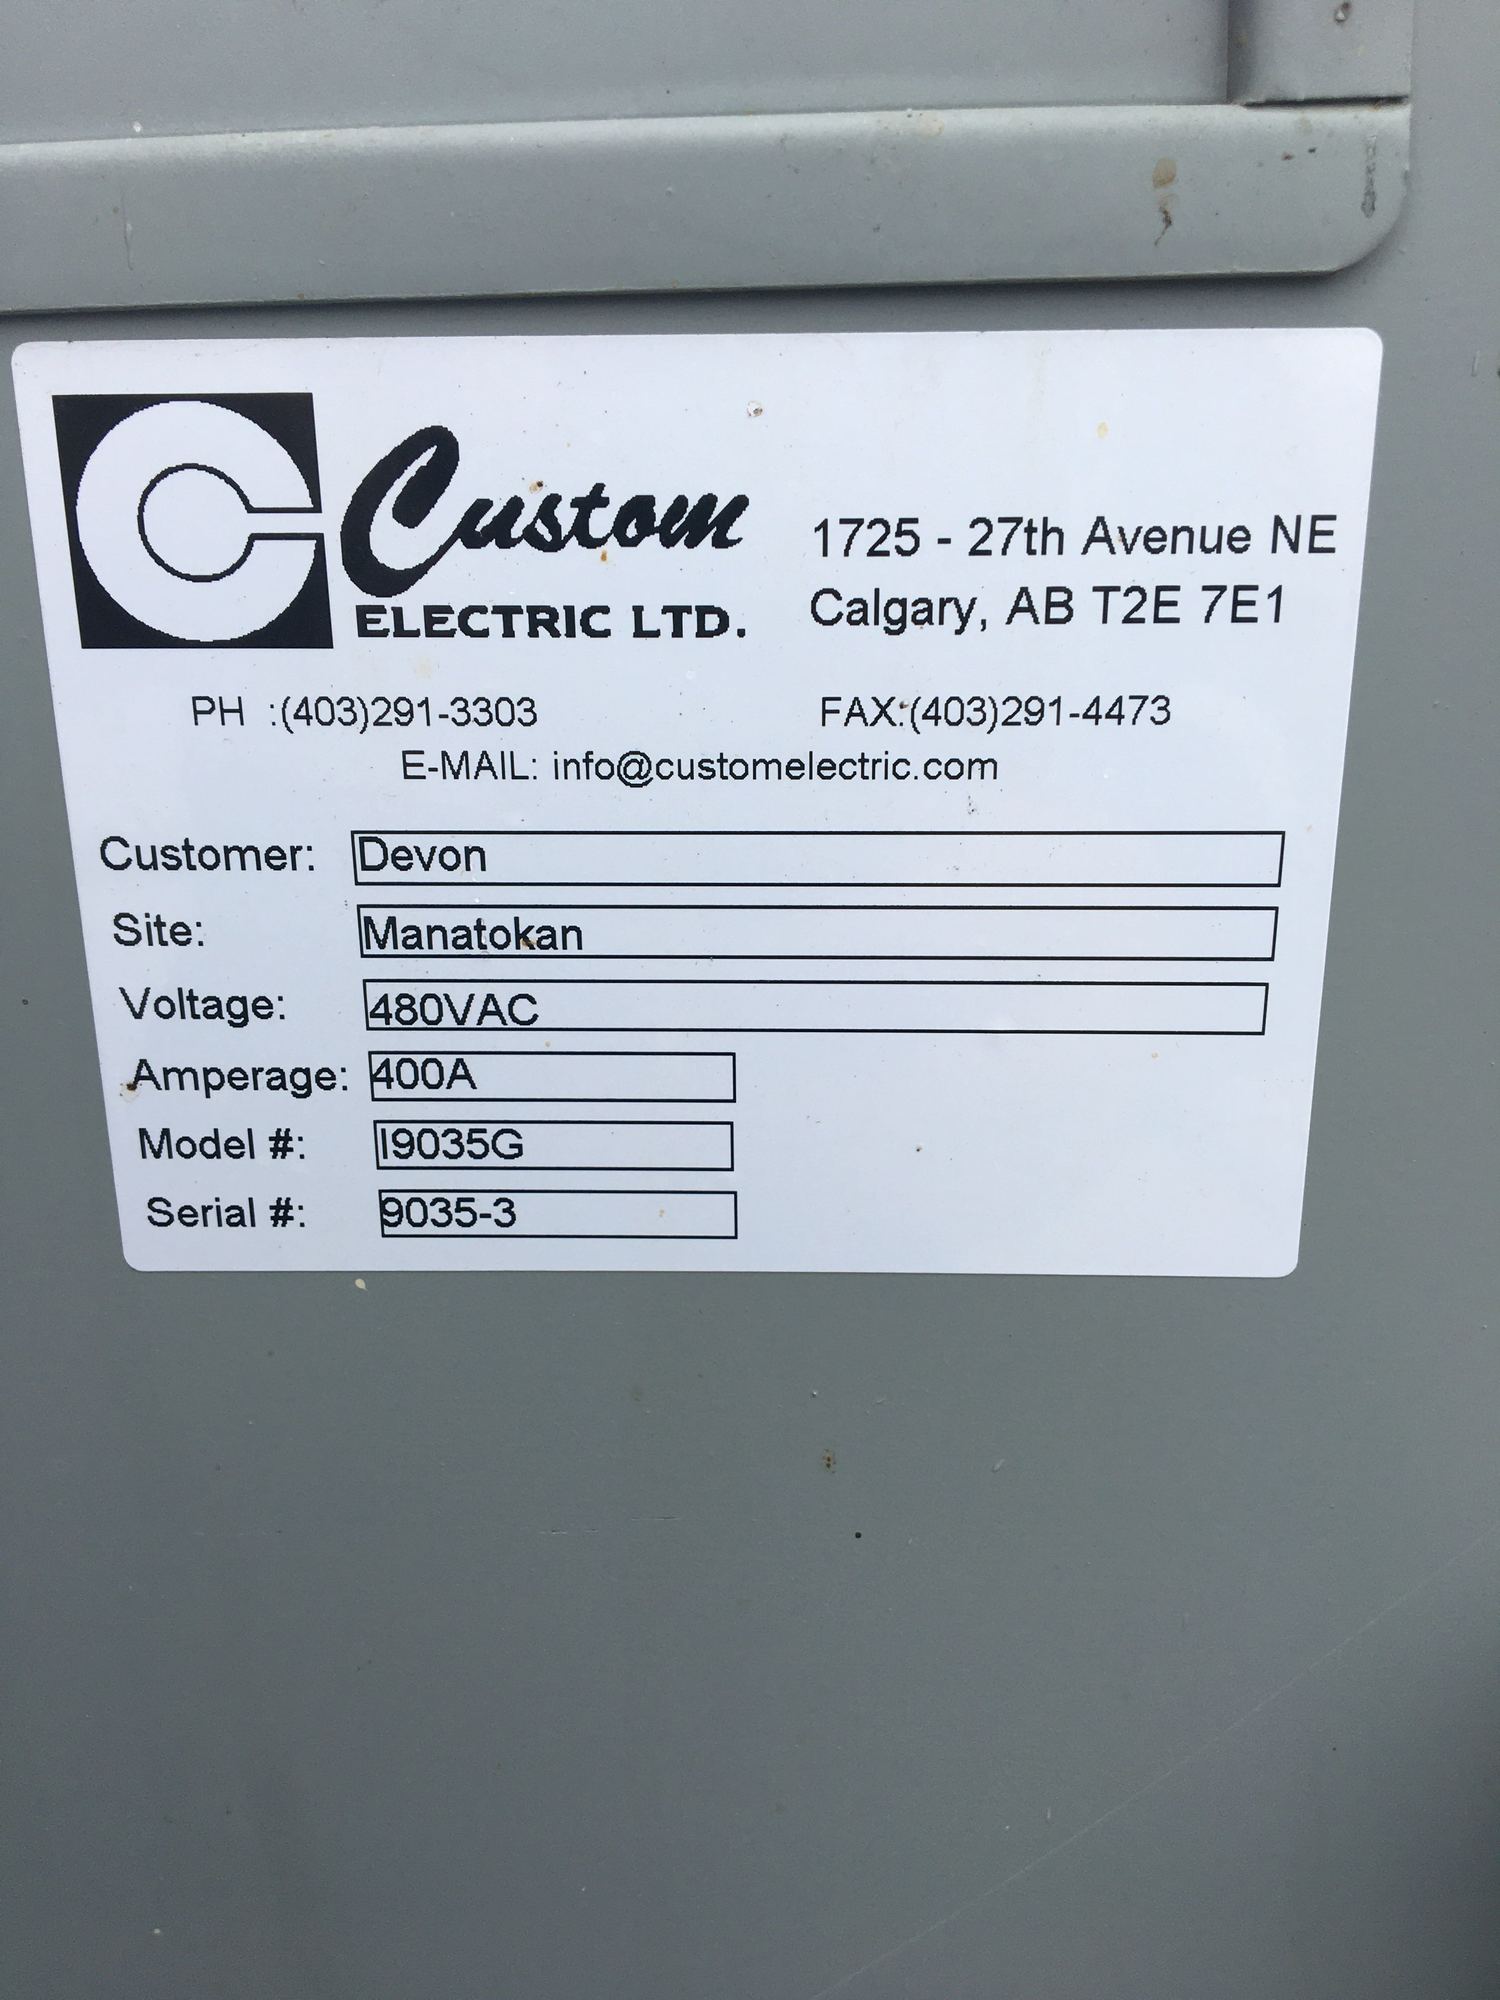 Custom
ELECTRIC LTD.
1725 - 27th Avenue NE
Calgary, AB T2E 7E1
PH :(403)291-3303 FAX:(403)291-4473
E-MAIL: info@customelectric.com
Customer: Devon
Site: Manatokan
Voltage: 480VAC
Amperage: 400A
Model #: I9035G
Serial #: 9035-3